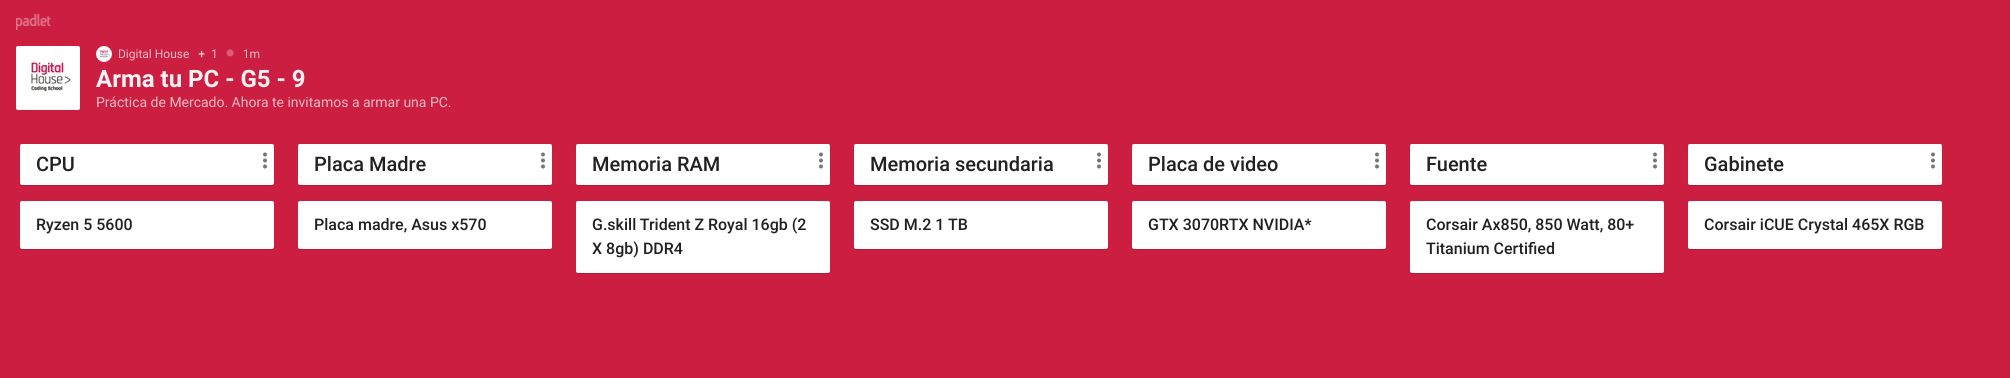 padlet
Digital
House>
Coding School
Digital House + 1 1m
Arma tu PC - G5 - 9
Práctica de Mercado. Ahora te invitamos a armar una PC.
CPU
Ryzen 5 5600
Placa Madre
Placa madre, Asus x570
Memoria RAM
G.skill Trident Z Royal 16gb (2
X 8gb) DDR4
Memoria secundaria
SSD M.2 1 TB
Placa de video
GTX 3070RTX NVIDIA*
Fuente
Corsair Ax850, 850 Watt, 80+
Titanium Certified
Gabinete
Corsair iCUE Crystal 465X RGB